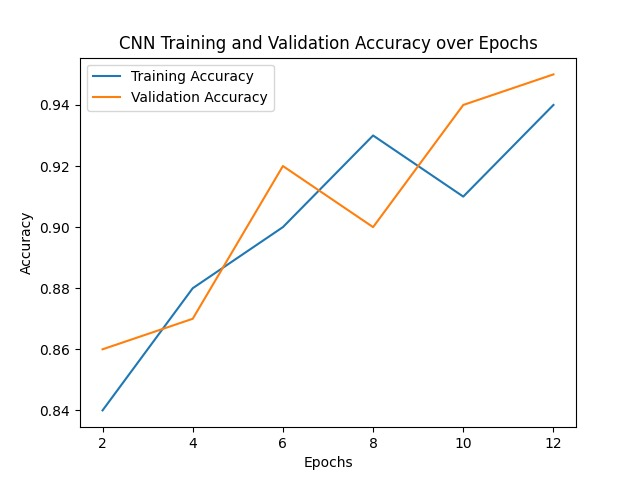 CNN Training and Validation Accuracy over Epochs
Training Accuracy
Validation Accuracy
0.94
0.92
0.90
0.88
0.86
0.84
Accuracy
2 4 6 8 10 12
Epochs